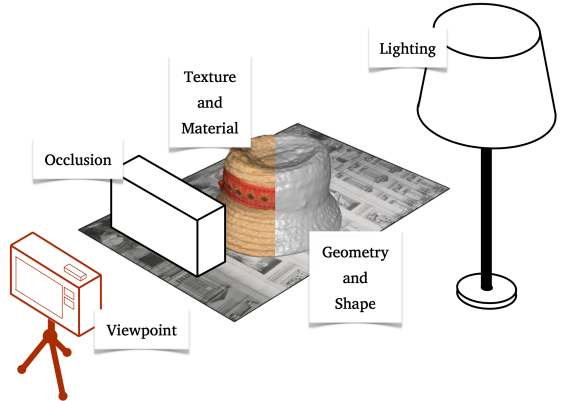 Lighting
Texture
and
Material
Occlusion
Geometry
and
Shape
Viewpoint